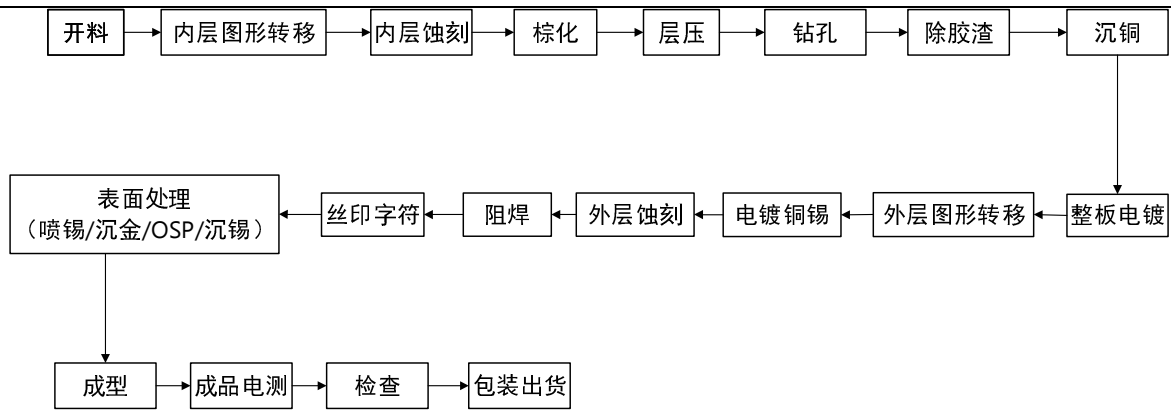 开料
内层图形转移
内层蚀刻
棕化
层压
钻孔
除胶渣
沉铜
整板电镀
外层图形转移
电镀铜锡
外层蚀刻
阻焊
丝印字符
表面处理
（喷锡/沉金/OSP/沉锡）
成型
成品电测
检查
包装出货